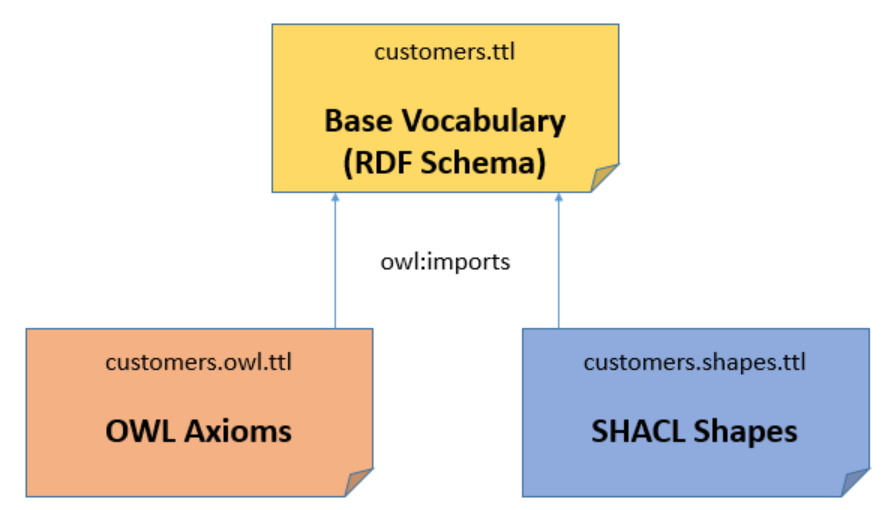 customers.ttl
Base Vocabulary
(RDF Schema)
owl:imports
customers.owl.ttl
OWL Axioms
customers.shapes.ttl
SHACL Shapes